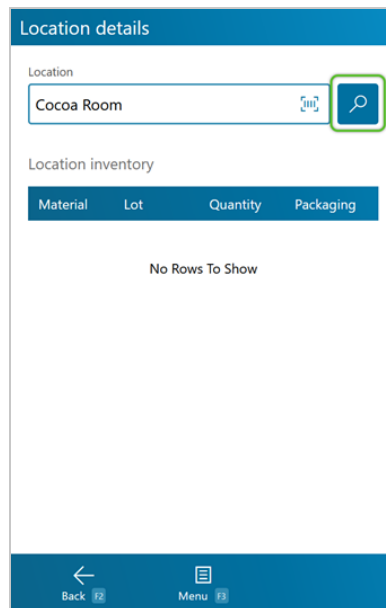 Location details
Location
Cocoa Room
Location inventory
Material Lot Quantity Packaging
No Rows To Show
Back F2 Menu F3